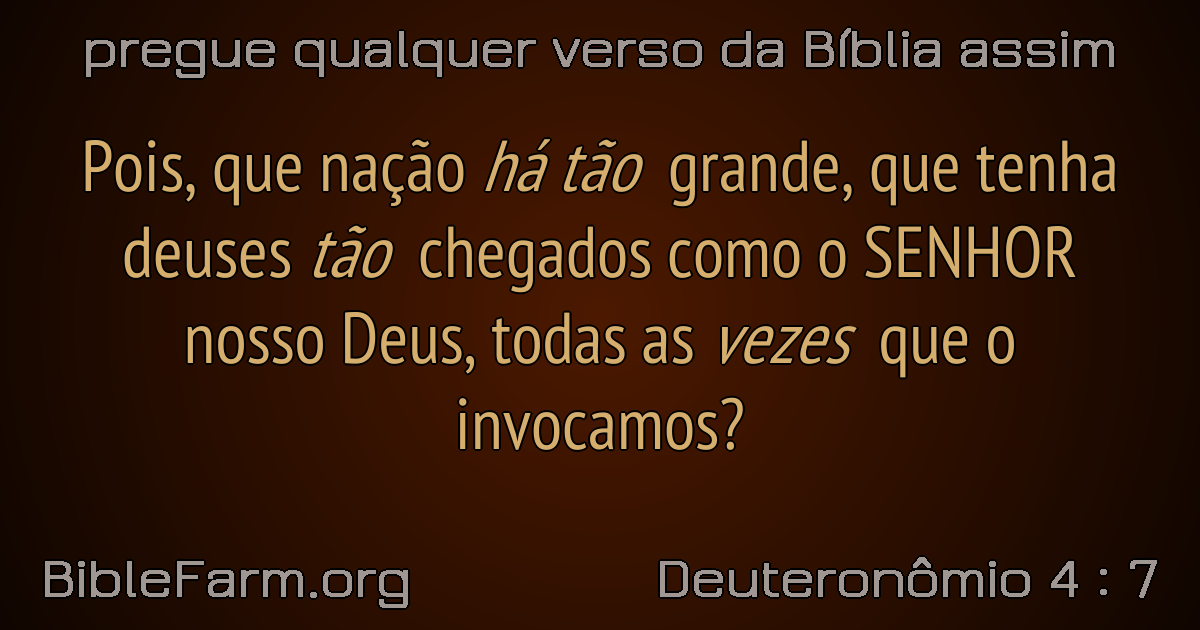 pregue qualquer verso da Bíblia assim
Pois, que nação há tão grande, que tenha
deuses tão chegados como o SENHOR
nosso Deus, todas as vezes que o
invocamos?
BibleFarm.org
Deuteronômio 4 : 7